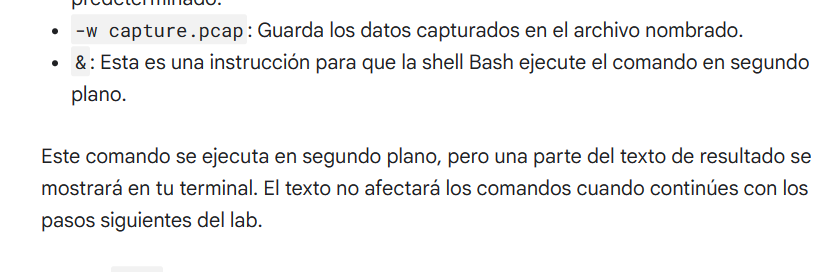 predeterminado.
-w capture.pcap: Guarda los datos capturados en el archivo nombrado.
&: Esta es una instrucción para que la shell Bash ejecute el comando en segundo
plano.
Este comando se ejecuta en segundo plano, pero una parte del texto de resultado se
mostrará en tu terminal. El texto no afectará los comandos cuando continúes con los
pasos siguientes del lab.